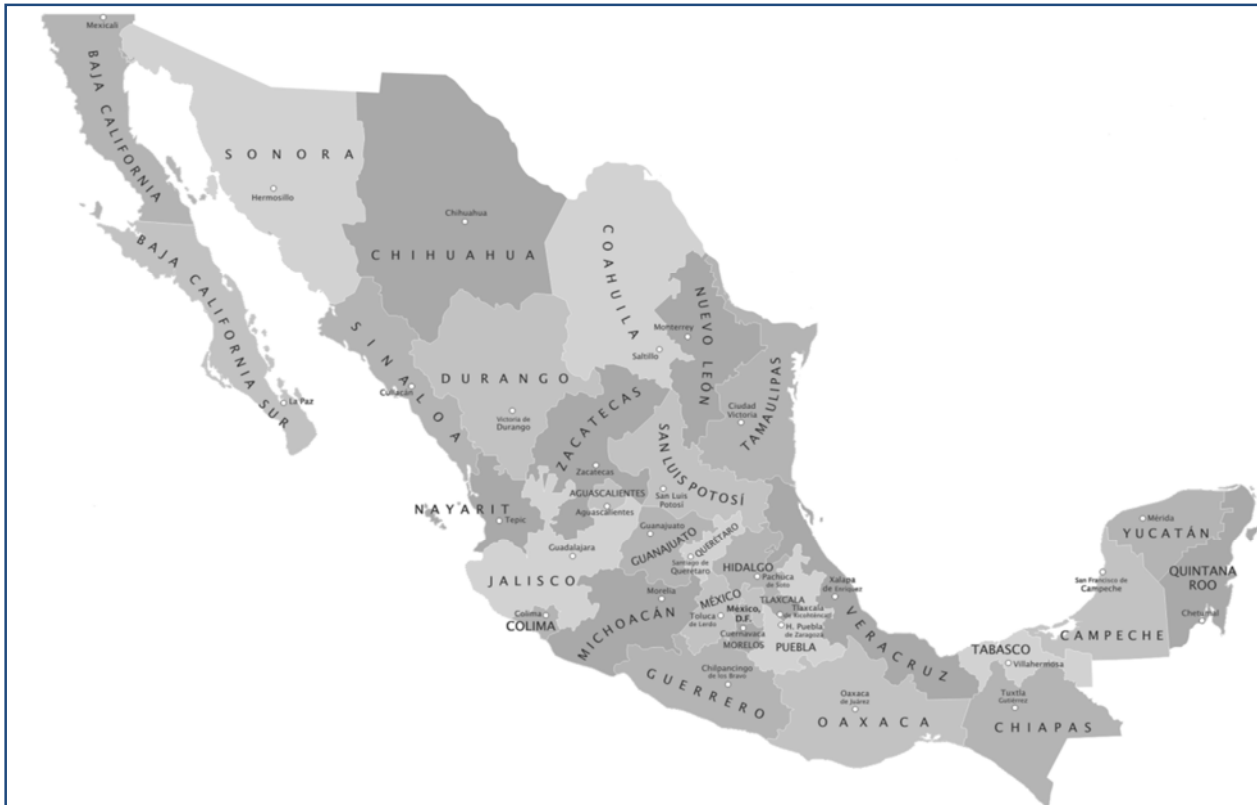 Mexicali
BAJA CALIFORNIA
SONORA
Hermosillo
Chihuahua
CHIHUAHUA
COAHUILA
Saltillo
NUEVO LEÓN
Monterrey
BAJA CALIFORNIA SUR
La Paz
SINALOA
Culiacán
DURANGO
Victoria de
Durango
ZACATECAS
Zacatecas
TAMAULIPAS
Ciudad
Victoria
SAN LUIS POTOSÍ
San Luis
Potosí
NAYARIT
Tepic
AGUASCALIENTES
Aguascalientes
Guadalajara
JALISCO
Guanajuato
GUANAJUATO
QUERÉTARO
Santiago de
Querétaro
HIDALGO
Pachuca
de Soto
Colima
COLIMA
Morelia
MICHOACÁN
MÉXICO
Toluca
de Lerdo
México,
D.F.
Cuernavaca
MORELOS
TLAXCALA
Tlaxcala
de Xicohténcatl
H. Puebla
de Zaragoza
PUEBLA
Xalapa
de Enríquez
VERACRUZ
Chilpancingo
de los Bravo
GUERRERO
Oaxaca
de Juárez
OAXACA
TABASCO
Villahermosa
Tuxtla
Gutiérrez
CHIAPAS
San Francisco de
Campeche
CAMPECHE
Mérida
YUCATÁN
QUINTANA
ROO
Chetumal